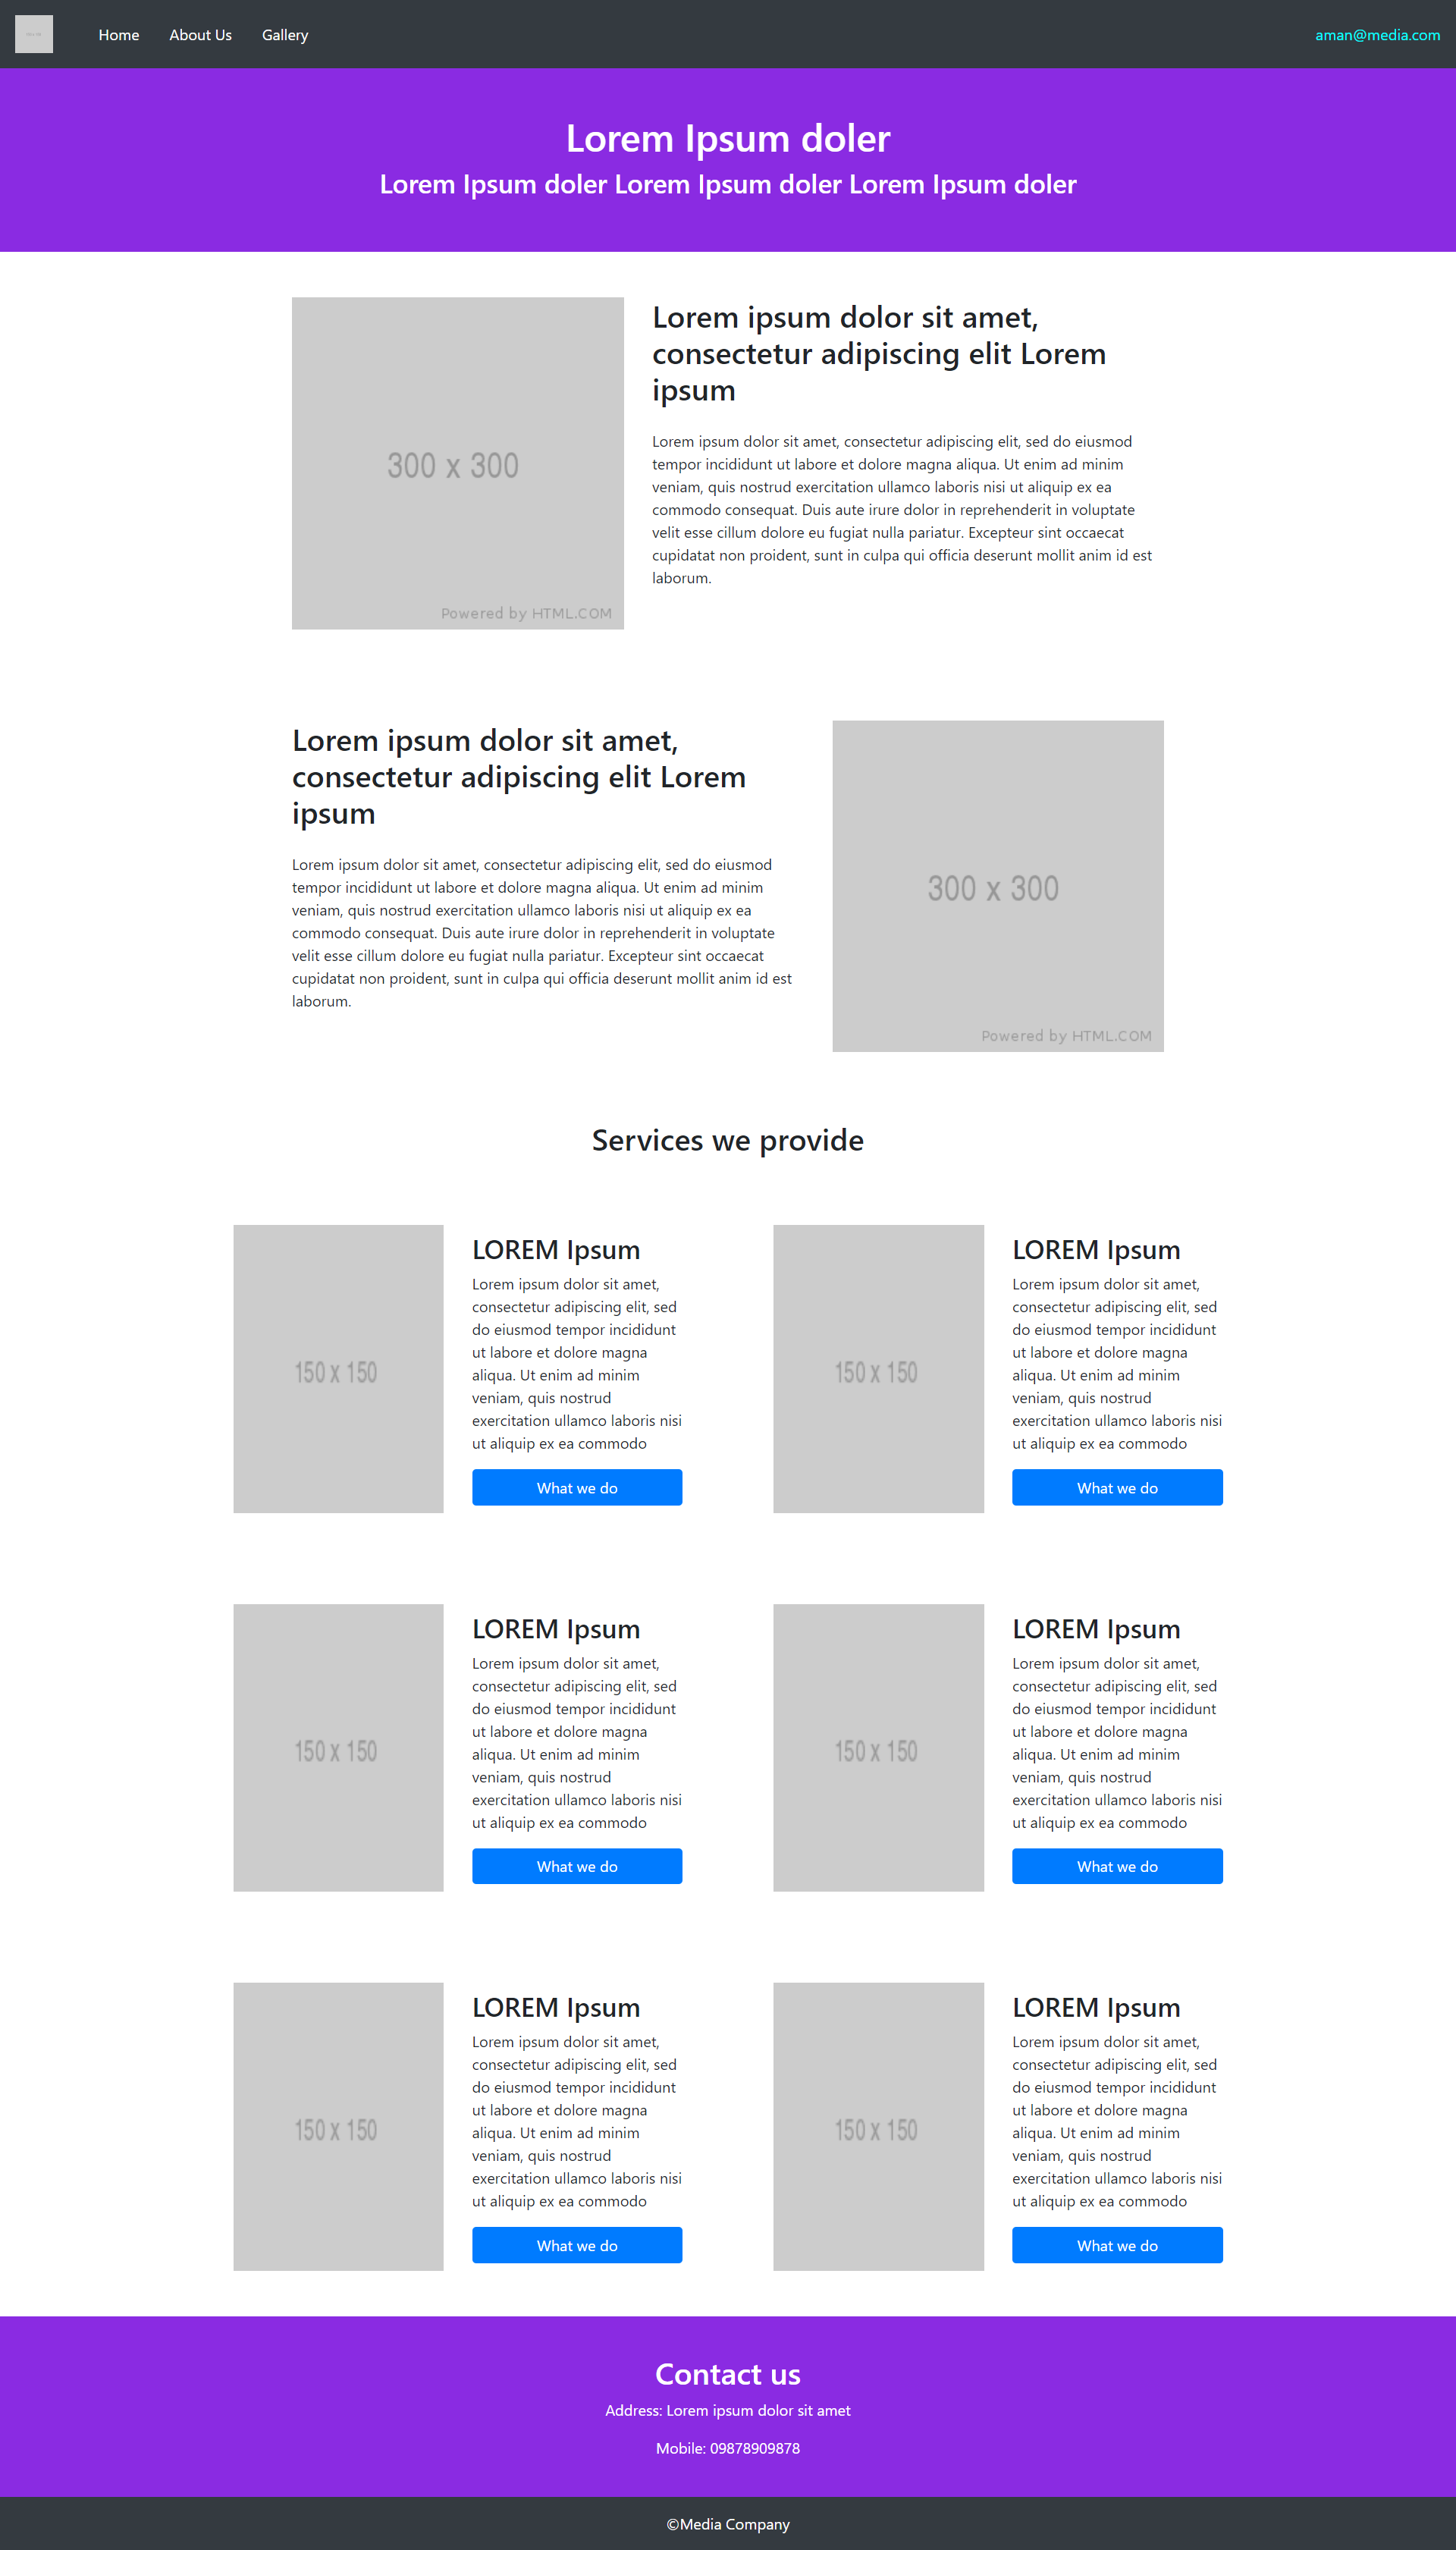 Home About Us Gallery aman@media.com
Lorem Ipsum doler
Lorem Ipsum doler Lorem Ipsum doler Lorem Ipsum doler
300 x 300
Powered by HTML.COM
Lorem ipsum dolor sit amet,
consectetur adipiscing elit Lorem
ipsum
Lorem ipsum dolor sit amet, consectetur adipiscing elit, sed do eiusmod
tempor incididunt ut labore et dolore magna aliqua. Ut enim ad minim
veniam, quis nostrud exercitation ullamco laboris nisi ut aliquip ex ea
commodo consequat. Duis aute irure dolor in reprehenderit in voluptate
velit esse cillum dolore eu fugiat nulla pariatur. Excepteur sint occaecat
cupidatat non proident, sunt in culpa qui officia deserunt mollit anim id est
laborum.
Lorem ipsum dolor sit amet,
consectetur adipiscing elit Lorem
ipsum
Lorem ipsum dolor sit amet, consectetur adipiscing elit, sed do eiusmod
tempor incididunt ut labore et dolore magna aliqua. Ut enim ad minim
veniam, quis nostrud exercitation ullamco laboris nisi ut aliquip ex ea
commodo consequat. Duis aute irure dolor in reprehenderit in voluptate
velit esse cillum dolore eu fugiat nulla pariatur. Excepteur sint occaecat
cupidatat non proident, sunt in culpa qui officia deserunt mollit anim id est
laborum.
300 x 300
Powered by HTML.COM
Services we provide
150 x 150
LOREM Ipsum
Lorem ipsum dolor sit amet,
consectetur adipiscing elit, sed
do eiusmod tempor incididunt
ut labore et dolore magna
aliqua. Ut enim ad minim
veniam, quis nostrud
exercitation ullamco laboris nisi
ut aliquip ex ea commodo
What we do
150 x 150
LOREM Ipsum
Lorem ipsum dolor sit amet,
consectetur adipiscing elit, sed
do eiusmod tempor incididunt
ut labore et dolore magna
aliqua. Ut enim ad minim
veniam, quis nostrud
exercitation ullamco laboris nisi
ut aliquip ex ea commodo
What we do
150 x 150
LOREM Ipsum
Lorem ipsum dolor sit amet,
consectetur adipiscing elit, sed
do eiusmod tempor incididunt
ut labore et dolore magna
aliqua. Ut enim ad minim
veniam, quis nostrud
exercitation ullamco laboris nisi
ut aliquip ex ea commodo
What we do
150 x 150
LOREM Ipsum
Lorem ipsum dolor sit amet,
consectetur adipiscing elit, sed
do eiusmod tempor incididunt
ut labore et dolore magna
aliqua. Ut enim ad minim
veniam, quis nostrud
exercitation ullamco laboris nisi
ut aliquip ex ea commodo
What we do
150 x 150
LOREM Ipsum
Lorem ipsum dolor sit amet,
consectetur adipiscing elit, sed
do eiusmod tempor incididunt
ut labore et dolore magna
aliqua. Ut enim ad minim
veniam, quis nostrud
exercitation ullamco laboris nisi
ut aliquip ex ea commodo
What we do
150 x 150
LOREM Ipsum
Lorem ipsum dolor sit amet,
consectetur adipiscing elit, sed
do eiusmod tempor incididunt
ut labore et dolore magna
aliqua. Ut enim ad minim
veniam, quis nostrud
exercitation ullamco laboris nisi
ut aliquip ex ea commodo
What we do
Contact us
Address: Lorem ipsum dolor sit amet
Mobile: 09878909878
©Media Company